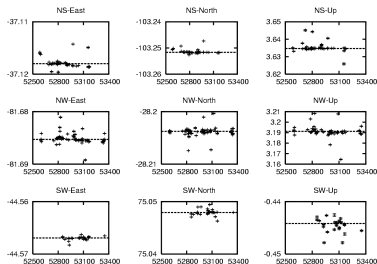 NS-East NS-North NS-Up
-37.11 -103.24 3.65
3.64
-103.25
3.63
-37.12 -103.26 3.62
52500 52800 53100 53400 52500 52800 53100 53400 52500 52800 53100 53400
NW-East NW-North NW-Up
-81.68 -28.2 3.21
3.2
3.19
3.18
3.17
-81.69 -28.21 3.16
52500 52800 53100 53400 52500 52800 53100 53400 52500 52800 53100 53400
SW-East SW-North SW-Up
-44.56 75.05 -0.44
-44.57 75.04 -0.45
52500 52800 53100 53400 52500 52800 53100 53400 52500 52800 53100 53400